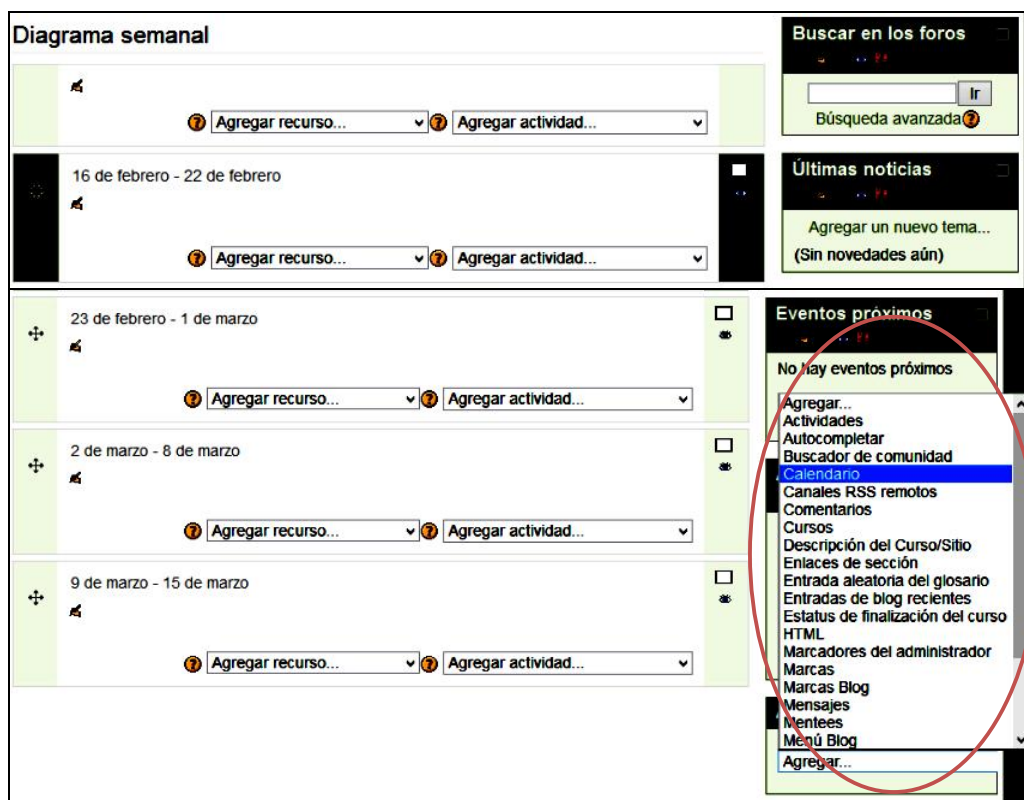 Diagrama semanal
Agregar recurso...
Agregar actividad...
16 de febrero - 22 de febrero
Agregar recurso...
Agregar actividad...
Buscar en los foros
Ir
Búsqueda avanzada
Últimas noticias
Agregar un nuevo tema...
(Sin novedades aún)
23 de febrero - 1 de marzo
Agregar recurso...
Agregar actividad...
2 de marzo - 8 de marzo
Agregar recurso...
Agregar actividad...
9 de marzo - 15 de marzo
Agregar recurso...
Agregar actividad...
Eventos próximos
No hay eventos próximos
Agregar...
Actividades
Autocompletar
Buscador de comunidad
Calendario
Canales RSS remotos
Comentarios
Cursos
Descripción del Curso/Sitio
Enlaces de sección
Entrada aleatoria del glosario
Entradas de blog recientes
Estatus de finalización del curso
HTML
Marcadores del administrador
Marcas
Marcas Blog
Mensajes
Mentees
Menú Blog
Agregar...